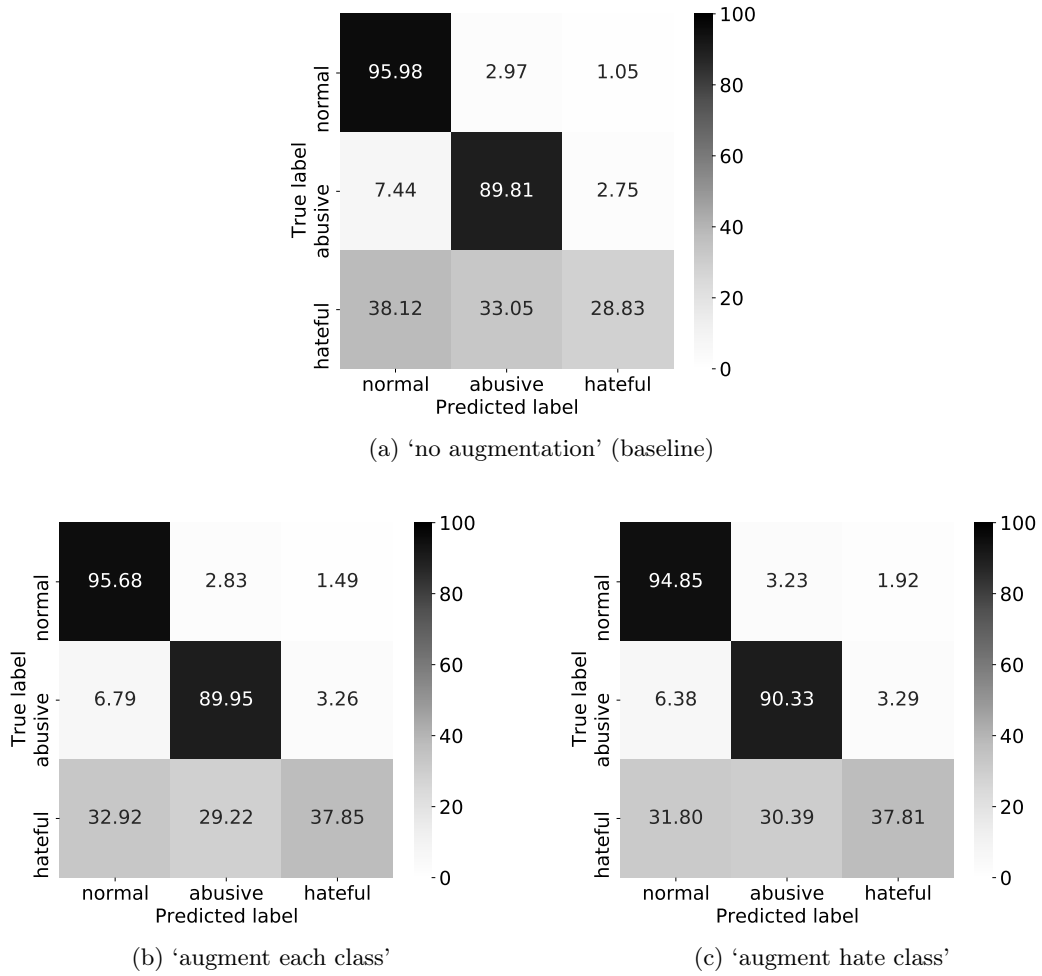 100
95.98 2.97 1.05
normal
80
60
7.44 89.81 2.75
True label
abusive
40
20
38.12 33.05 28.83
hateful
0
normal abusive hateful
Predicted label
(a) ‘no augmentation’ (baseline)
100
95.68 2.83 1.49
normal
80
60
6.79 89.95 3.26
True label
abusive
40
20
32.92 29.22 37.85
hateful
0
normal abusive hateful
Predicted label
(b) ‘augment each class’
100
94.85 3.23 1.92
normal
80
60
6.38 90.33 3.29
True label
abusive
40
20
31.80 30.39 37.81
hateful
0
normal abusive hateful
Predicted label
(c) ‘augment hate class’